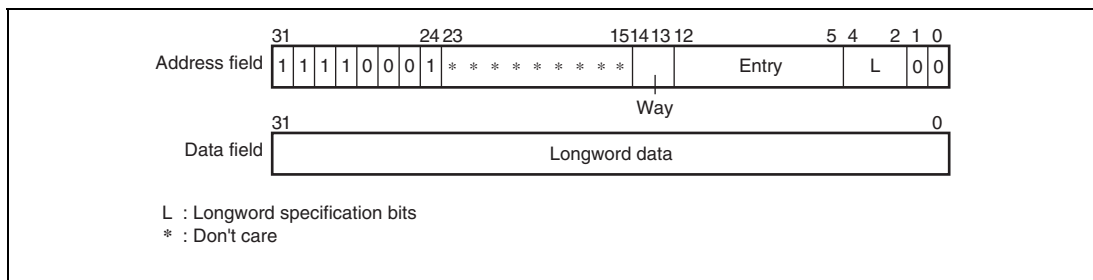 31 24 23 15 14 13 12 5 4 2 1 0
Address field 1 1 1 1 0 0 0 1 * * * * * * * * * Entry L 0 0
Way
31 0
Data field Longword data
L : Longword specification bits
* : Don't care